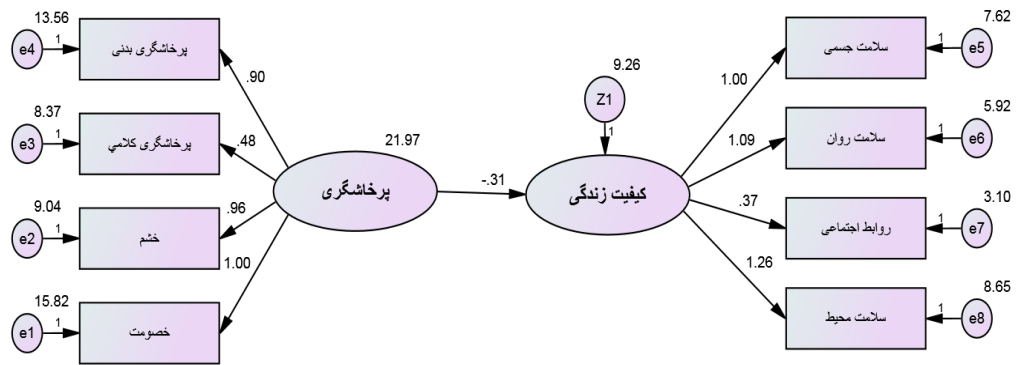 13.56
e4
1
پرخاشگری بدنی
.90
8.37
e3
1
پرخاشگری کلامي
.48
9.04
e2
1
خشم
.96
15.82
e1
1
خصومت
1.00
21.97
پرخاشگری
-.31
9.26
Z1
1
کیفیت زندگی
7.62
e5
1
سلامت جسمی
1.00
5.92
e6
1
سلامت روان
1.09
3.10
e7
1
روابط اجتماعی
.37
8.65
e8
1
سلامت محیط
1.26